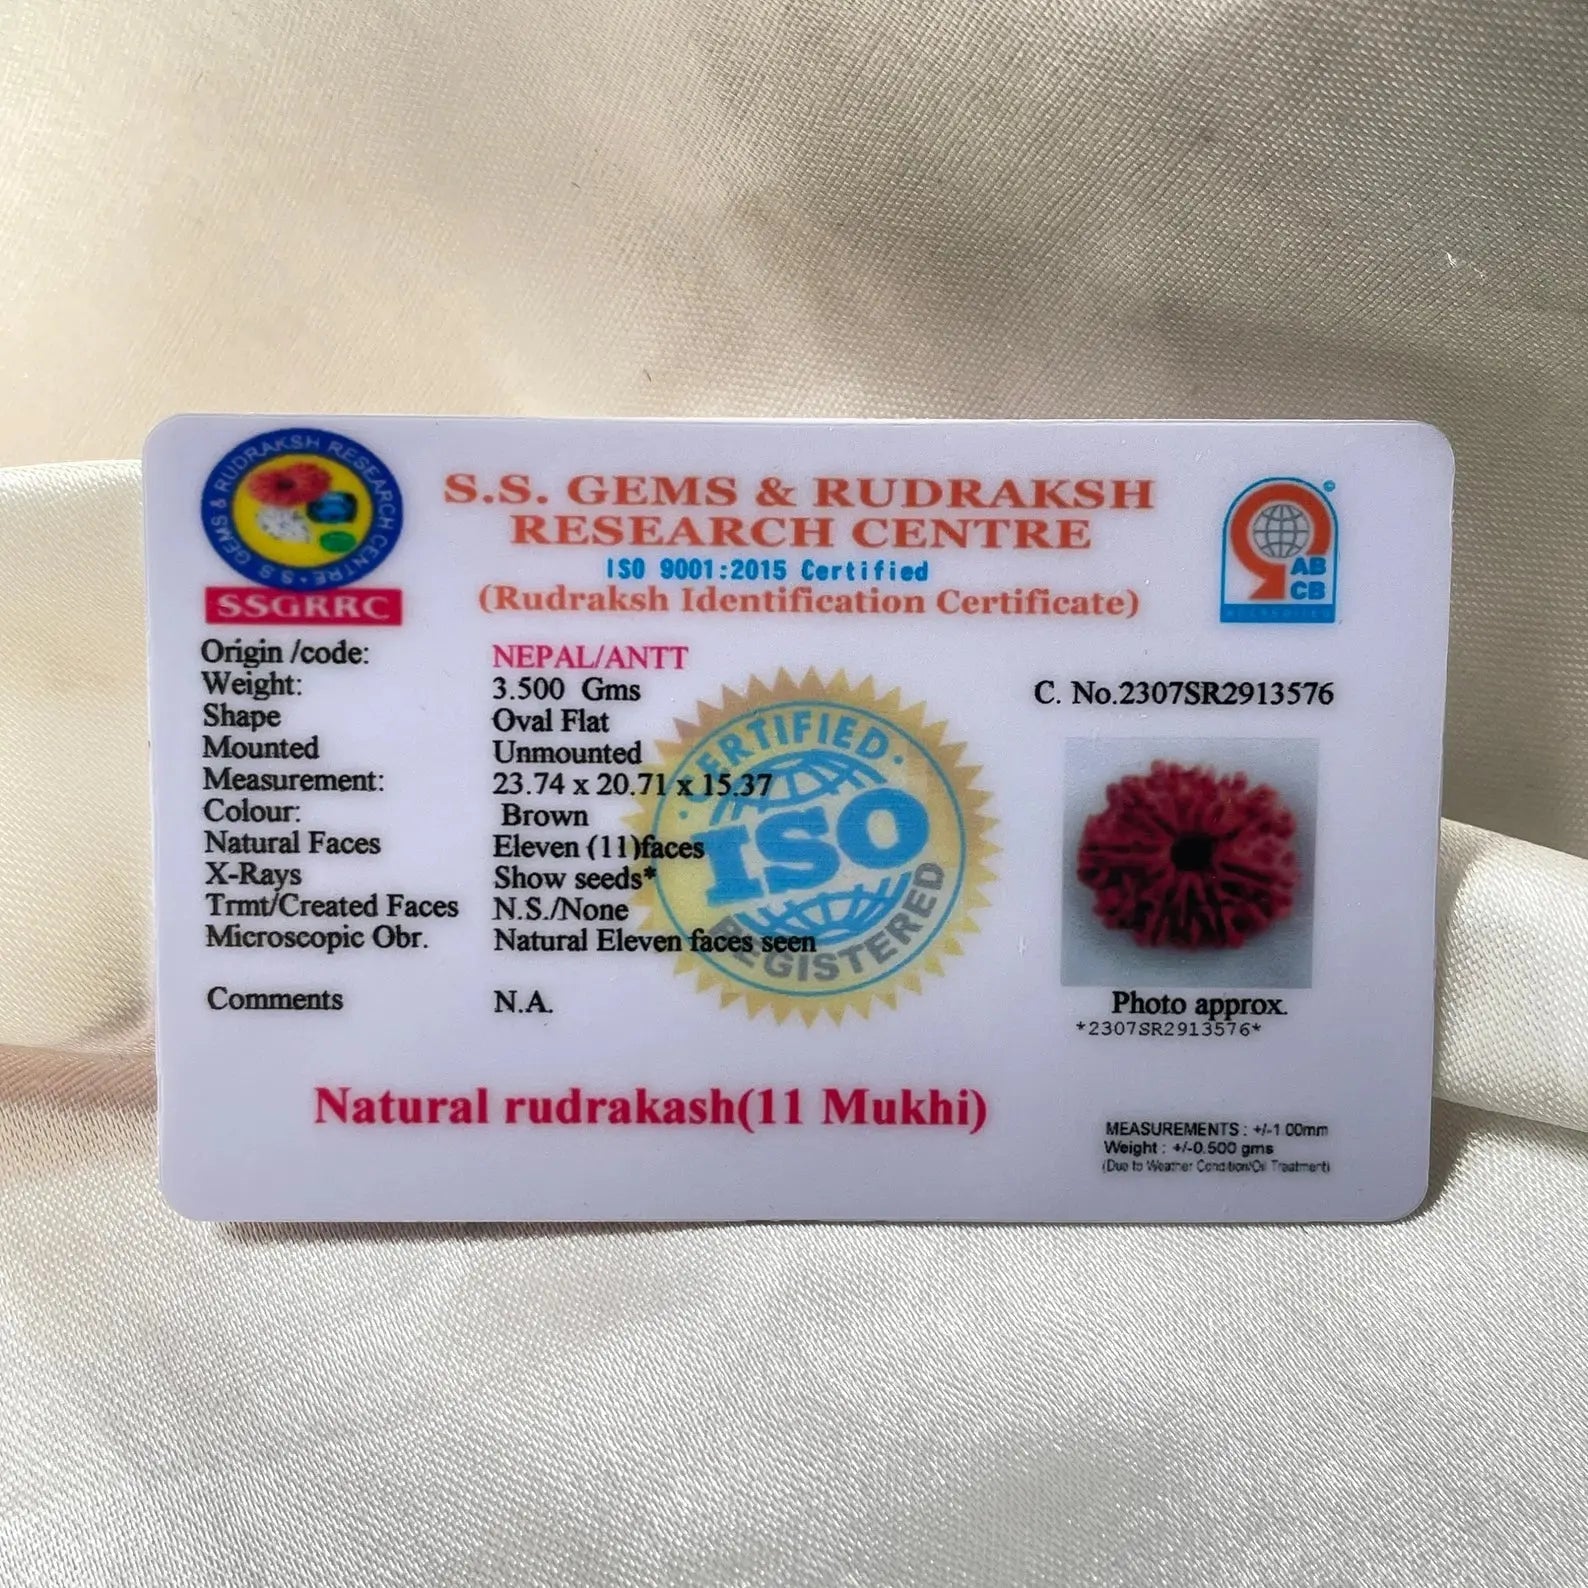 S.S. GEMS & RUDRAKSH RESEARCH CENTRE
SSGRRC
S.S. GEMS & RUDRAKSH
RESEARCH CENTRE
ISO 9001:2015 Certified
(Rudraksh Identification Certificate)
AB
CB
Origin /code: NEPAL/ANTT
Weight: 3.500 Gms
Shape Oval Flat
Mounted Unmounted
Measurement: 23.74 x 20.71 x 15.37
Colour: Brown
Natural Faces Eleven (11)faces
X-Rays Show seeds*
Trmt/Created Faces N.S./None
Microscopic Obr. Natural Eleven faces seen
Comments N.A.
CERTIFIED
ISO
REGISTERED
C. No.2307SR2913576
Photo approx.
*2307SR2913576*
Natural rudrakash(11 Mukhi)
MEASUREMENTS : +/-1.00mm
Weight : +/-0.500 gms
(Due to Weather Condition/Oil Treatment)